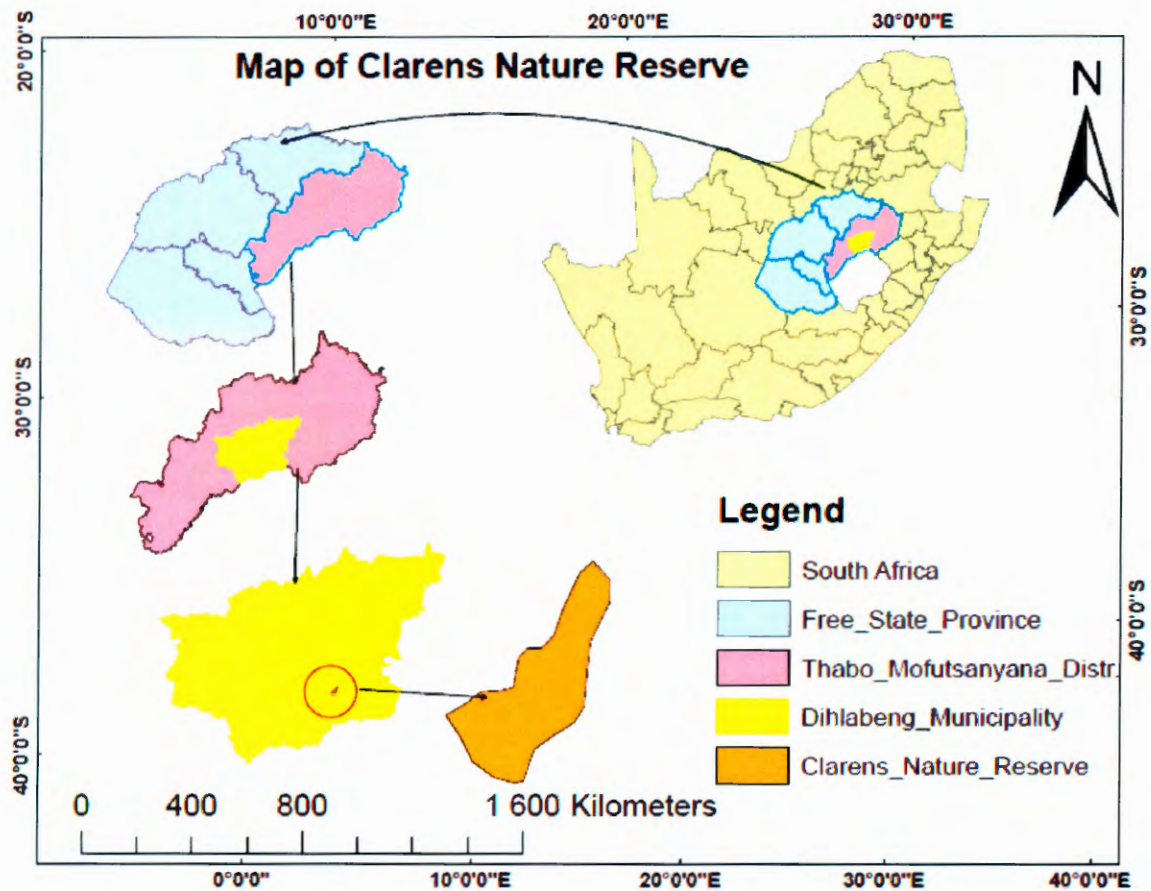 10°0'0"E 20°0'0"E 30°0'0"E
20°0'0"S
Map of Clarens Nature Reserve
N
30°0'0"S
30°0'0"S
Legend
South Africa
Free_State_Province
40°0'0"S
Thabo_Mofutsanyana_Distr.
Dihlabeng_Municipality
Clarens_Nature_Reserve
40°0'0"S
0 400 800 1 600 Kilometers
0°0'0" 10°0'0"E 20°0'0"E 30°0'0"E 40°0'0"E